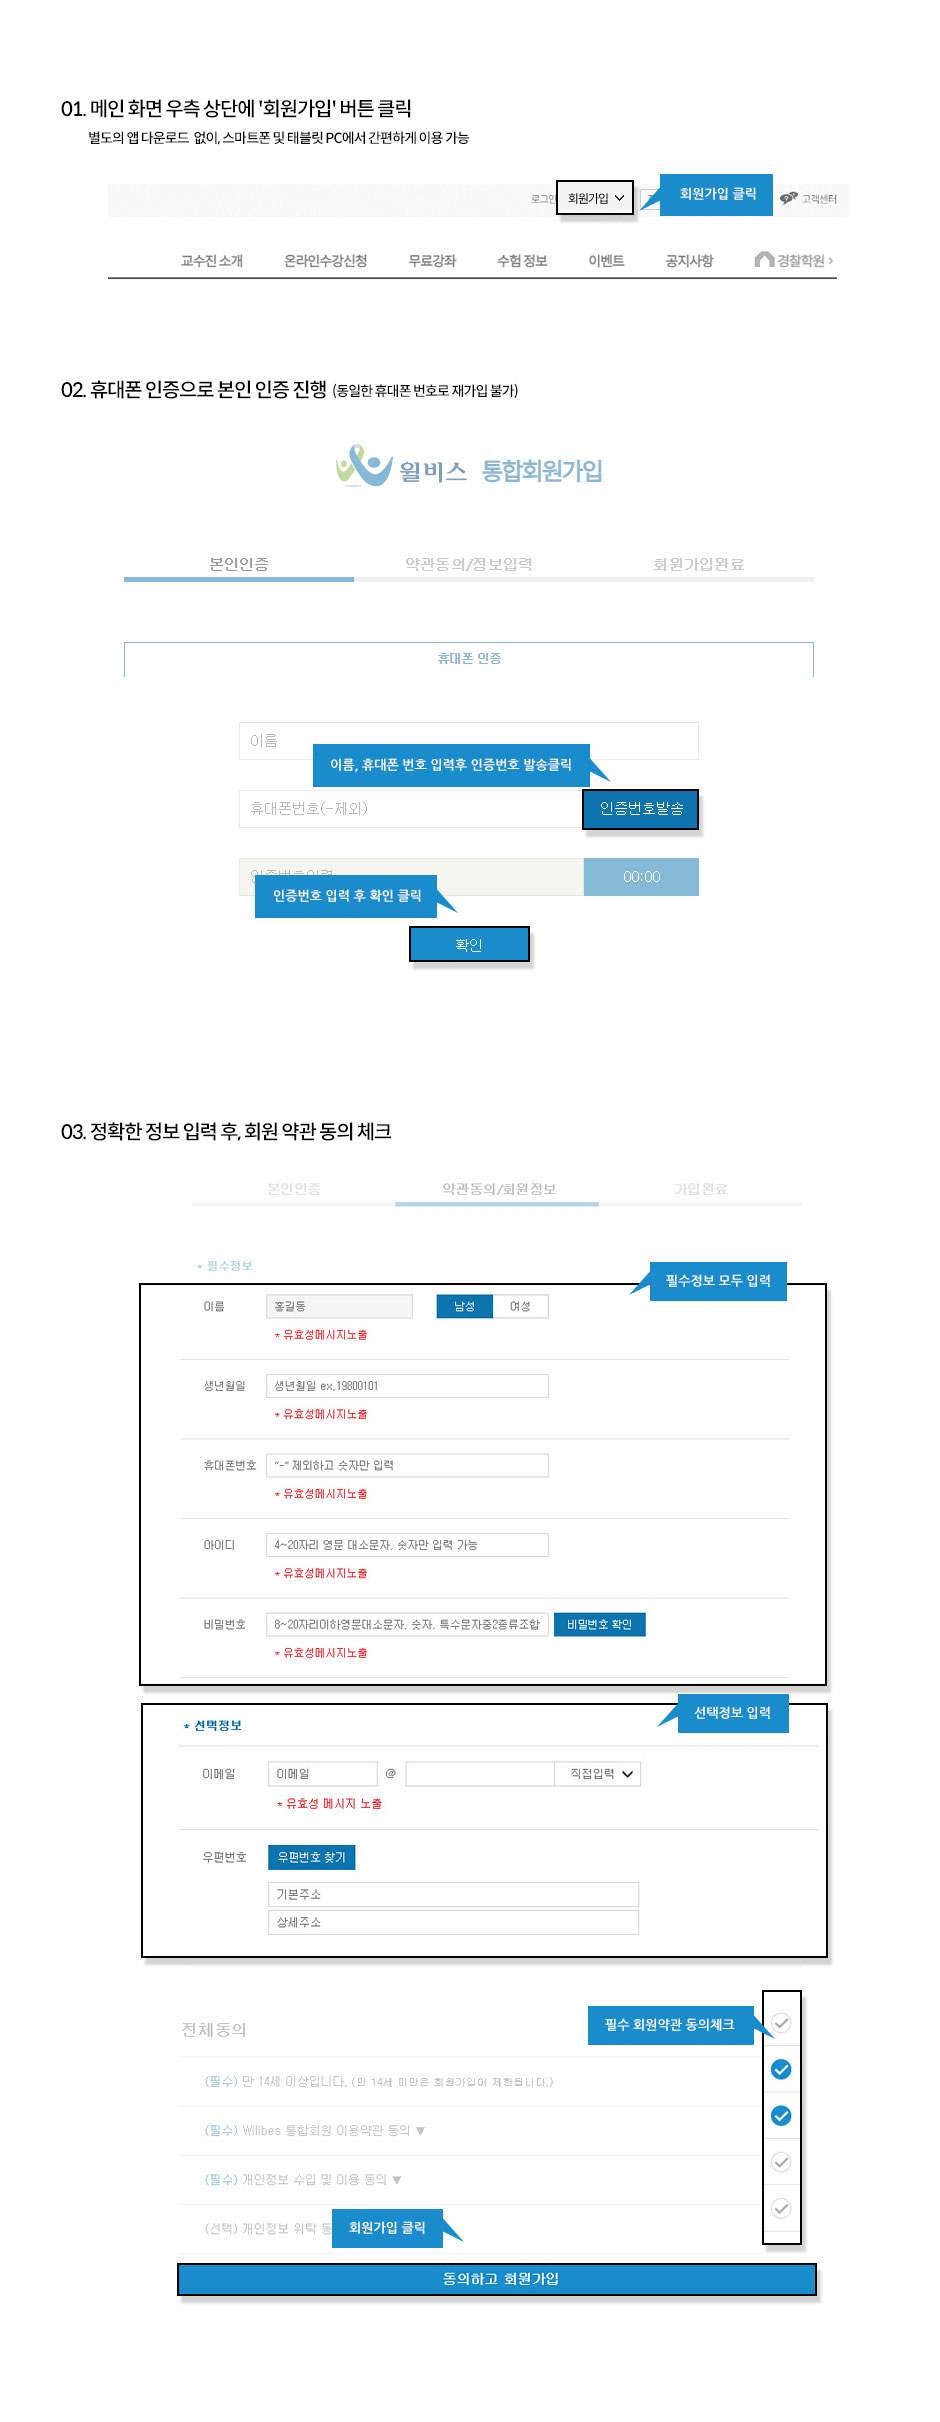 01. 메인 화면 우측 상단에 '회원가입' 버튼 클릭
별도의 앱 다운로드 없이, 스마트폰 및 태블릿 PC에서 간편하게 이용 가능
로그인 회원가입 회원가입 클릭 고객센터
교수진 소개 온라인수강신청 무료강좌 수험 정보 이벤트 공지사항 경찰학원 >
02. 휴대폰 인증으로 본인 인증 진행 (동일한 휴대폰 번호로 재가입 불가)
윌비스 통합회원가입
본인인증 약관동의/정보입력 회원가입완료
휴대폰 인증
이름
이름, 휴대폰 번호 입력후 인증번호 발송클릭
휴대폰번호(-제외) 인증번호발송
인증번호입력 00:00
인증번호 입력 후 확인 클릭
확인
03. 정확한 정보 입력 후, 회원 약관 동의 체크
본인인증 약관동의/회원정보 가입완료
* 필수정보
필수정보 모두 입력
이름 홍길동 남성 여성
* 유효성메시지노출
생년월일 생년월일 ex,19800101
* 유효성메시지노출
휴대폰번호 "-" 제외하고 숫자만 입력
* 유효성메시지노출
아이디 4~20자리 영문 대소문자, 숫자만 입력 가능
* 유효성메시지노출
비밀번호 8~20자리이하영문대소문자, 숫자, 특수문자중2종류조합 비밀번호 확인
* 유효성메시지노출
선택정보 입력
* 선택정보
이메일 이메일 @ 직접입력
* 유효성 메시지 노출
우편번호 우편번호 찾기
기본주소
상세주소
필수 회원약관 동의체크
전체동의
(필수) 만 14세 이상입니다. (만 14세 미만은 회원가입이 제한됩니다.)
(필수) Willbes 통합회원 이용약관 동의 ▼
(필수) 개인정보 수입 및 이용 동의 ▼
(선택) 개인정보 위탁 동
회원가입 클릭
동의하고 회원가입